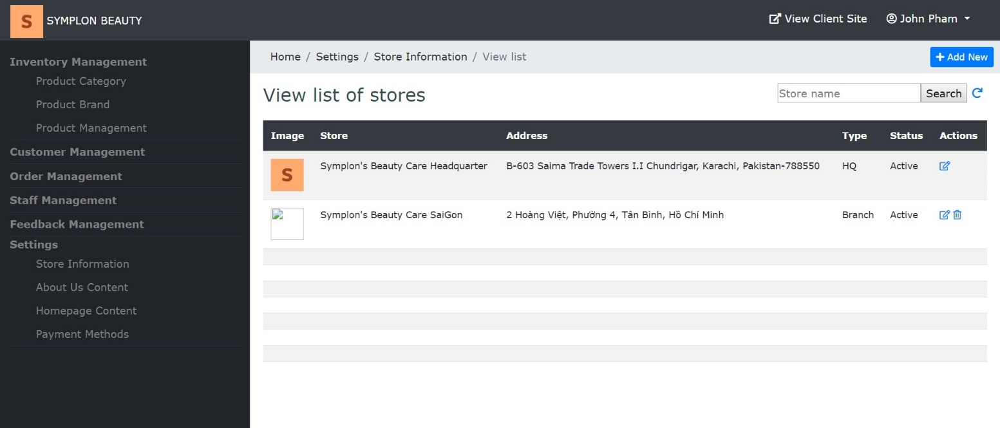 S SYMPLON BEAUTY
View Client Site
John Pham
Inventory Management
Product Category
Product Brand
Product Management
Customer Management
Order Management
Staff Management
Feedback Management
Settings
Store Information
About Us Content
Homepage Content
Payment Methods
Home / Settings / Store Information / View list
+ Add New
View list of stores
Store name
Search
Image Store Address Type Status Actions
S Symplon's Beauty Care Headquarter B-603 Saima Trade Towers I.I Chundrigar, Karachi, Pakistan-788550 HQ Active
Symplon's Beauty Care SaiGon 2 Hoàng Việt, Phường 4, Tân Bình, Hồ Chí Minh Branch Active